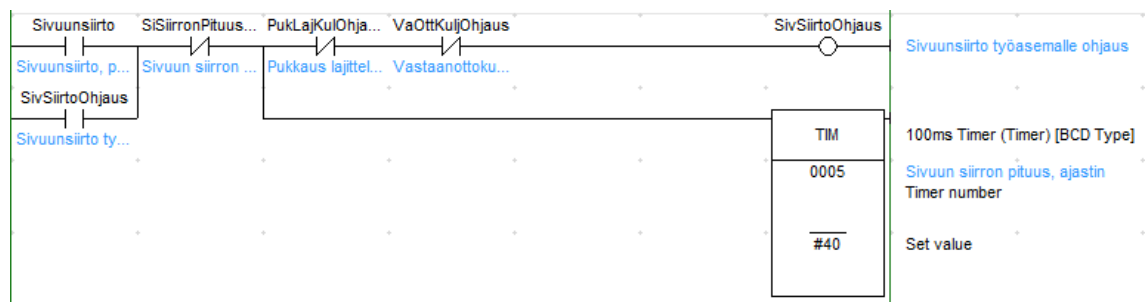 Sivuunsiirto SiSiirronPituus... PukLajKulOhja... VaOttKuljOhjaus SivSiirtoOhjaus
Sivuunsiirto työasemalle ohjaus
Sivuunsiirto, p... Sivuun siirron ... Pukkaus lajittel... Vastaanottoku...
SivSiirtoOhjaus
Sivuunsiirto ty...
TIM 100ms Timer (Timer) [BCD Type]
0005 Sivuun siirron pituus, ajastin
Timer number
#40 Set value